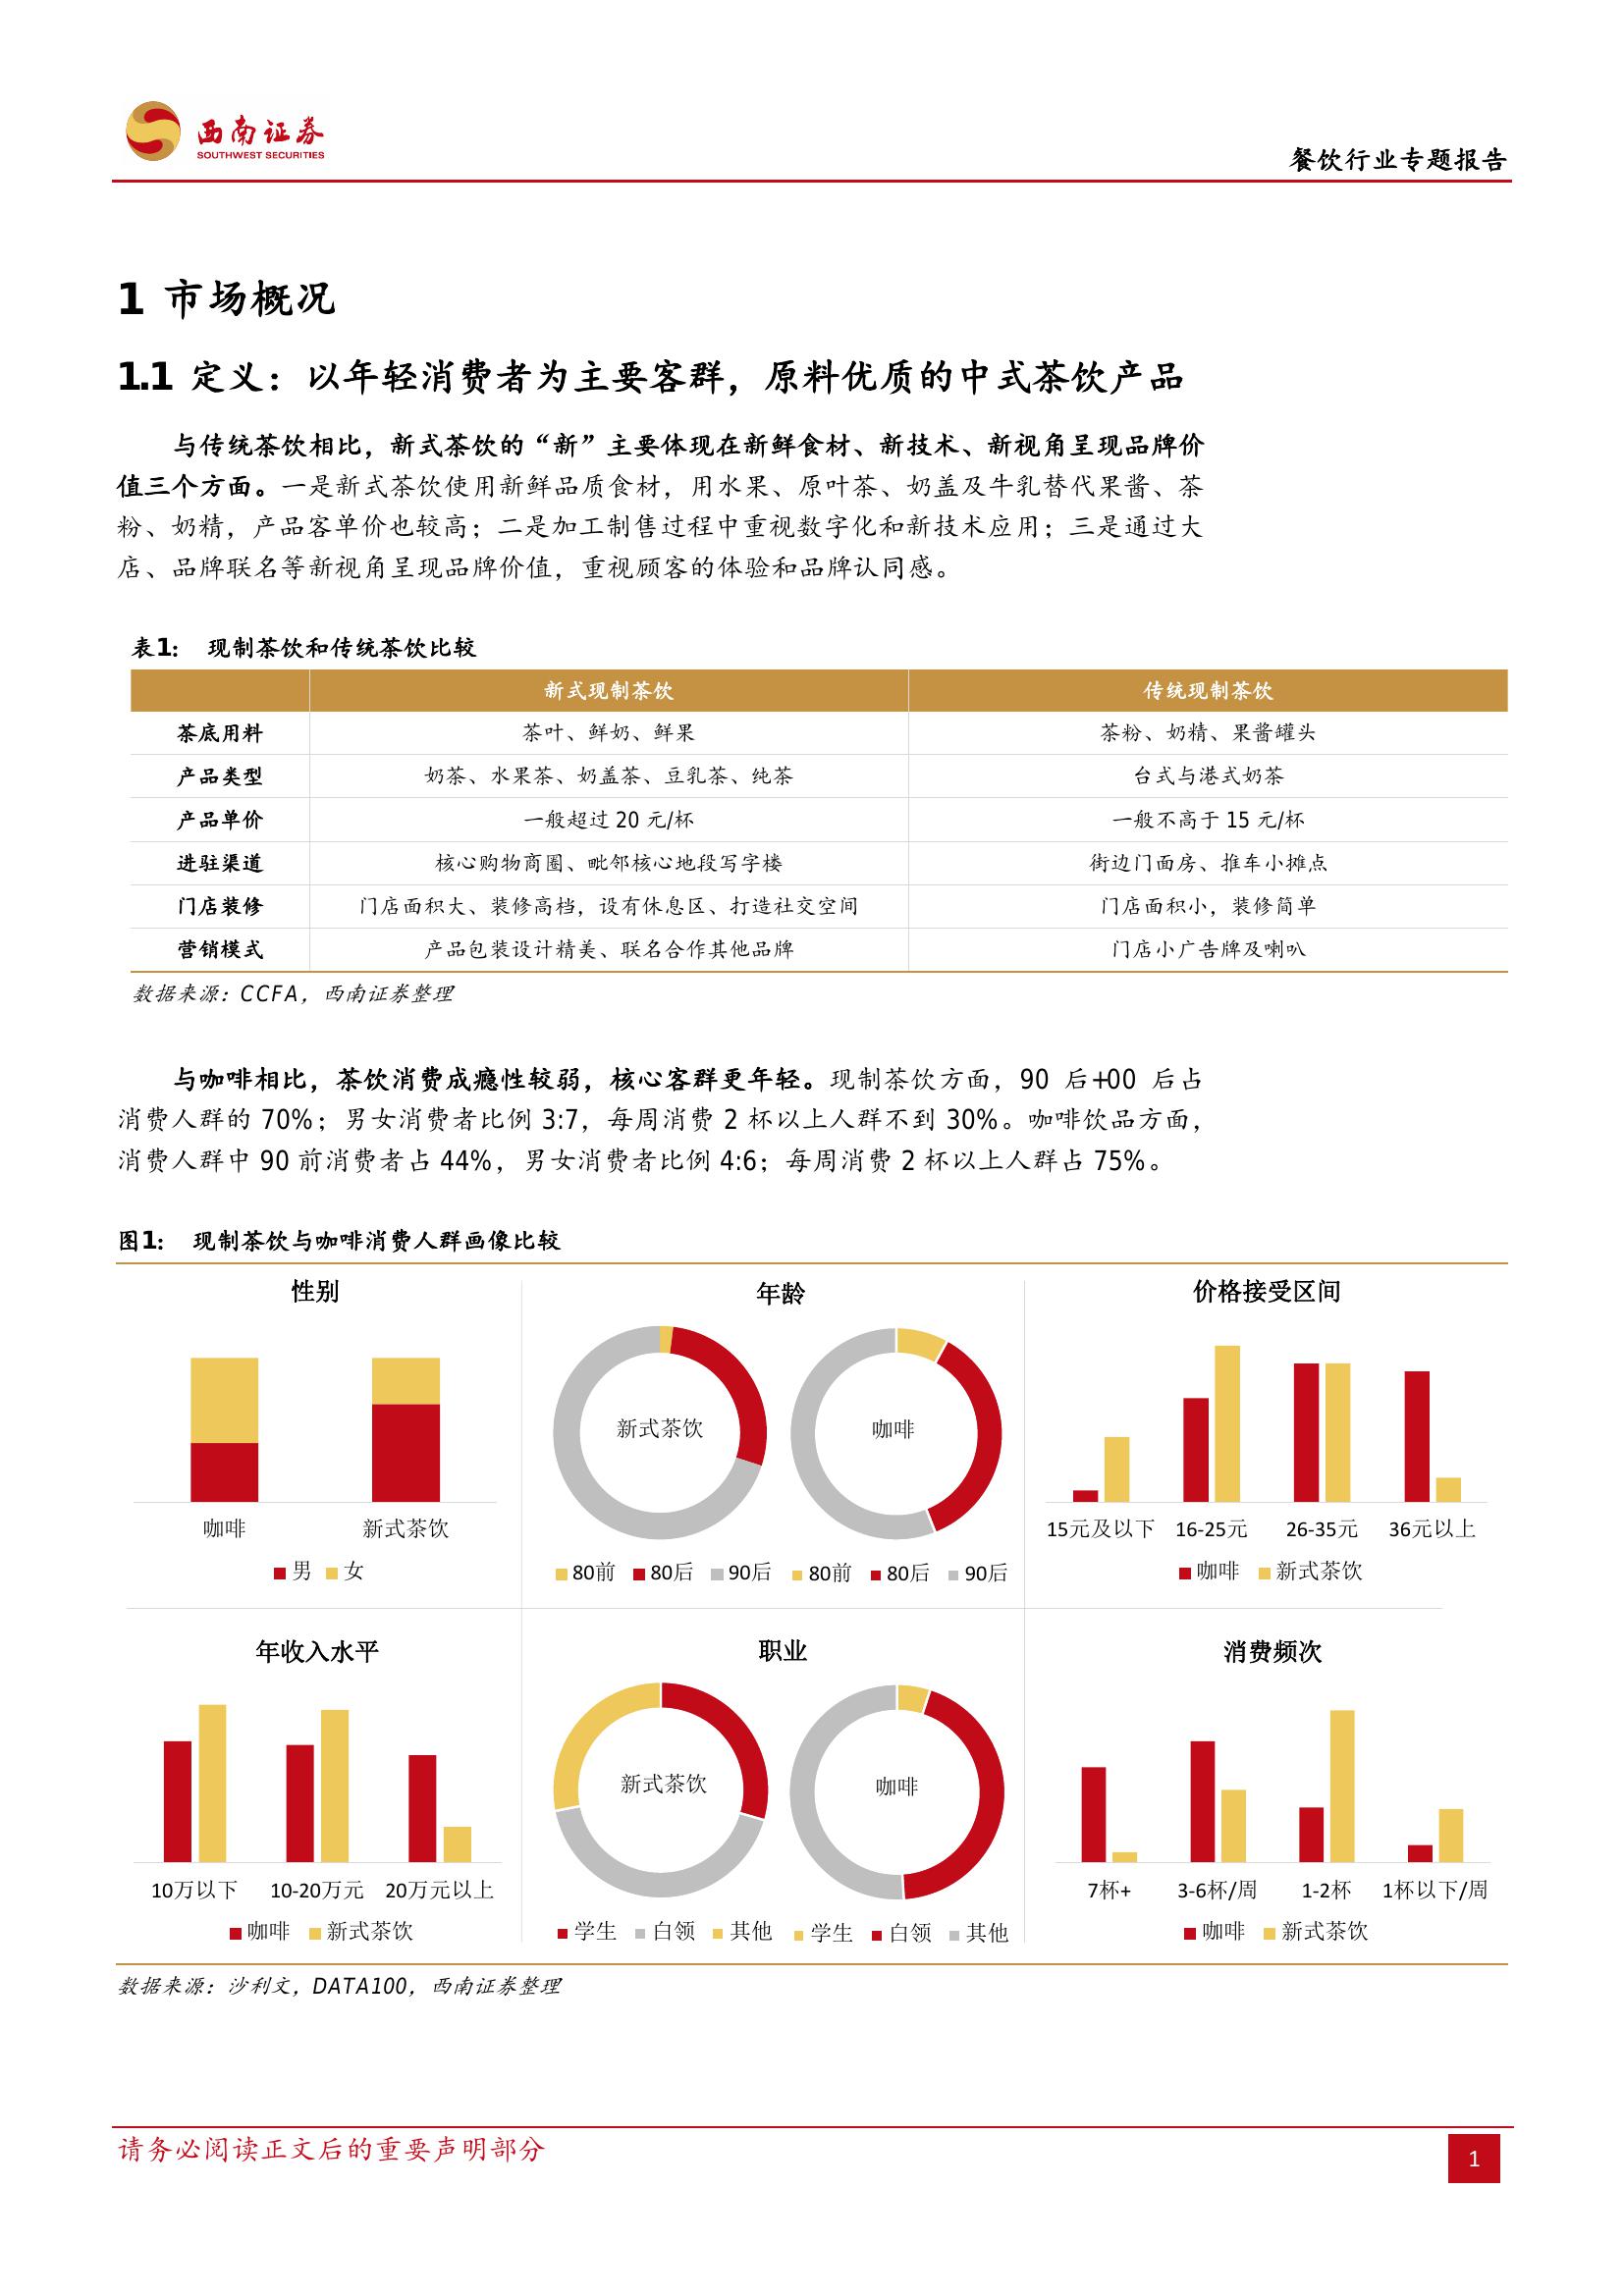 西南证券
SOUTHWEST SECURITIES
餐饮行业专题报告
1 市场概况
1.1 定义：以年轻消费者为主要客群，原料优质的中式茶饮产品
与传统茶饮相比，新式茶饮的“新”主要体现在新鲜食材、新技术、新视角呈现品牌价
值三个方面。一是新式茶饮使用新鲜品质食材，用水果、原叶茶、奶盖及牛乳替代果酱、茶
粉、奶精，产品客单价也较高；二是加工制售过程中重视数字化和新技术应用；三是通过大
店、品牌联名等新视角呈现品牌价值，重视顾客的体验和品牌认同感。
表1： 现制茶饮和传统茶饮比较
新式现制茶饮 传统现制茶饮
茶底用料 茶叶、鲜奶、鲜果 茶粉、奶精、果酱罐头
产品类型 奶茶、水果茶、奶盖茶、豆乳茶、纯茶 台式与港式奶茶
产品单价 一般超过 20 元/杯 一般不高于 15 元/杯
进驻渠道 核心购物商圈、毗邻核心地段写字楼 街边门面房、推车小摊点
门店装修 门店面积大、装修高档，设有休息区、打造社交空间 门店面积小，装修简单
营销模式 产品包装设计精美、联名合作其他品牌 门店小广告牌及喇叭
数据来源：CCFA，西南证券整理
与咖啡相比，茶饮消费成瘾性较弱，核心客群更年轻。现制茶饮方面，90 后+00 后占
消费人群的 70%；男女消费者比例 3:7，每周消费 2 杯以上人群不到 30%。咖啡饮品方面，
消费人群中 90 前消费者占 44%，男女消费者比例 4:6；每周消费 2 杯以上人群占 75%。
图1： 现制茶饮与咖啡消费人群画像比较
性别
咖啡 新式茶饮
男 女
年龄
新式茶饮 咖啡
80前 80后 90后 80前 80后 90后
价格接受区间
15元及以下 16-25元 26-35元 36元以上
咖啡 新式茶饮
年收入水平
10万以下 10-20万元 20万元以上
咖啡 新式茶饮
职业
新式茶饮 咖啡
学生 白领 其他 学生 白领 其他
消费频次
7杯+ 3-6杯/周 1-2杯 1杯以下/周
咖啡 新式茶饮
数据来源：沙利文，DATA100，西南证券整理
请务必阅读正文后的重要声明部分
1